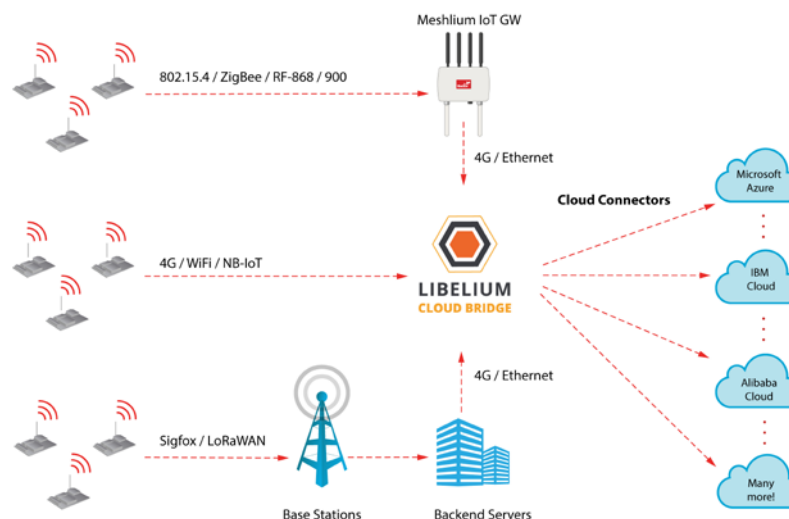 Meshlium IoT GW
802.15.4 / ZigBee / RF-868 / 900
4G / Ethernet
Cloud Connectors
Microsoft
Azure
4G / WiFi / NB-IoT
LIBELIUM
CLOUD BRIDGE
IBM
Cloud
4G / Ethernet
Alibaba
Cloud
Sigfox / LoRaWAN
Base Stations
Backend Servers
Many
more!